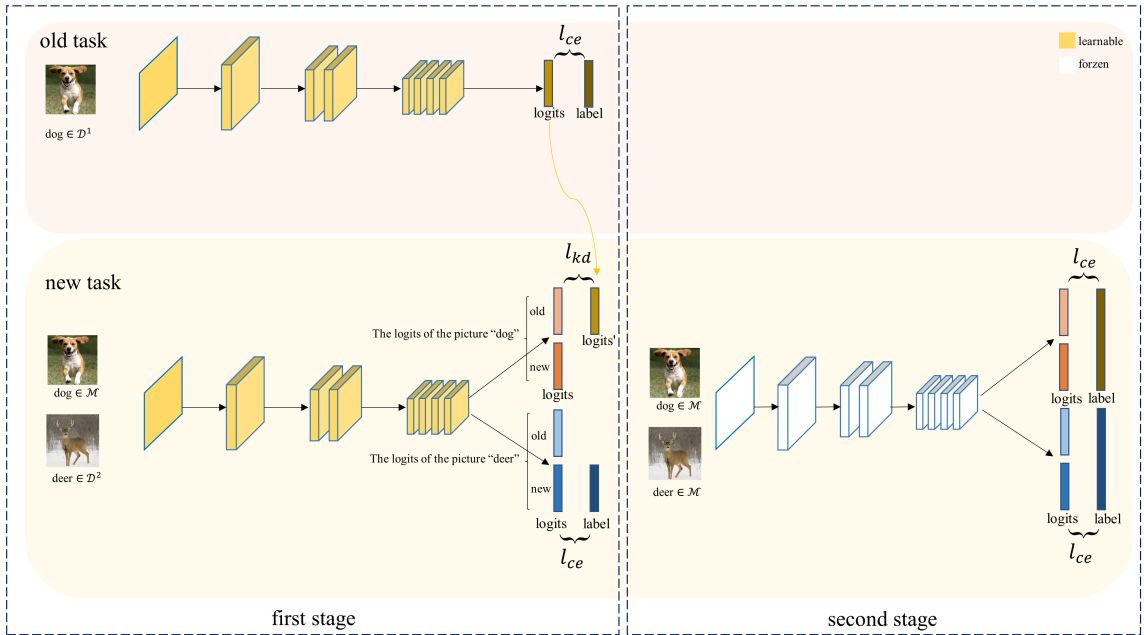 old task
dog ∈ 𝒟¹
l_ce
logits
label
learnable
forzen
new task
dog ∈ ℳ
deer ∈ 𝒟²
The logits of the picture “dog”
old
new
l_kd
logits'
logits
The logits of the picture “deer”
old
new
logits
label
l_ce
first stage
dog ∈ ℳ
deer ∈ ℳ
l_ce
logits
label
logits
label
l_ce
second stage